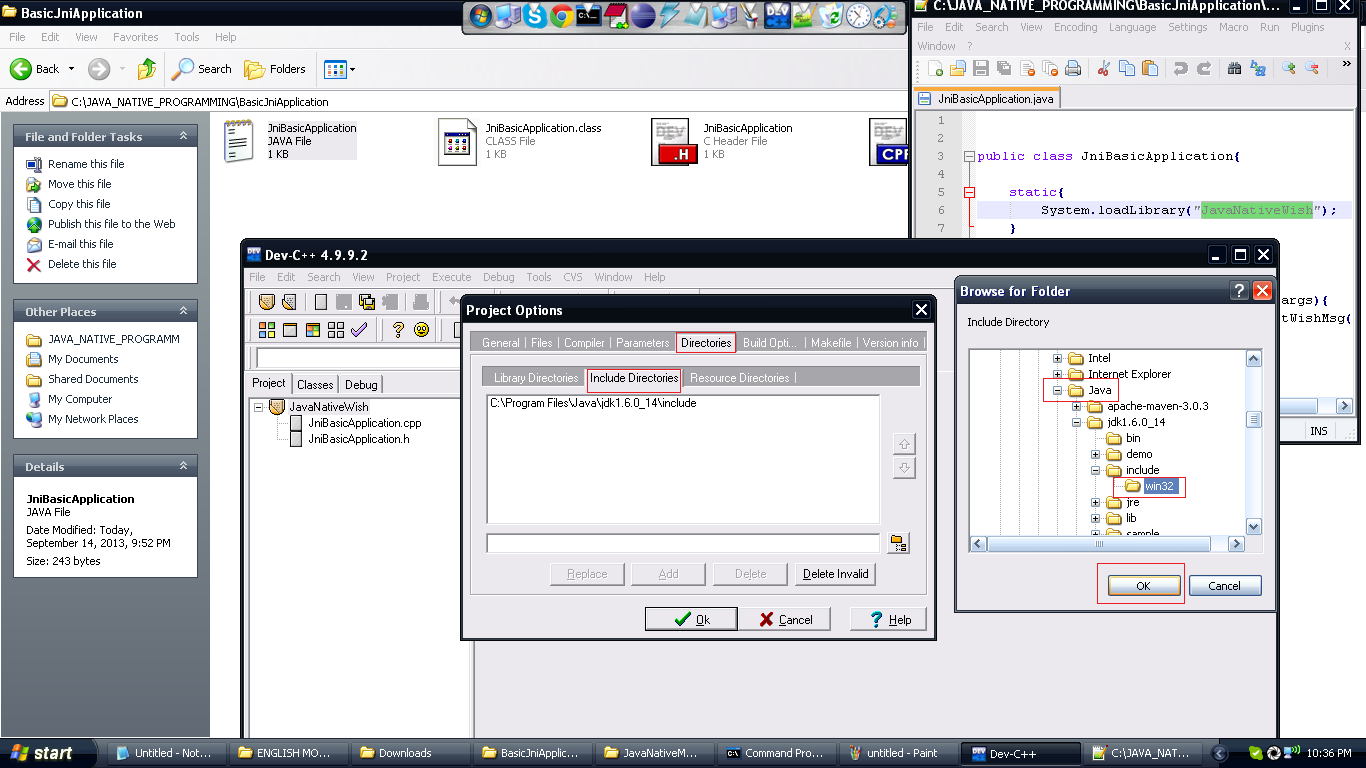 BasicJniApplication
File Edit View Favorites Tools Help
Back Search Folders
Address C:\JAVA_NATIVE_PROGRAMMING\BasicJniApplication
File and Folder Tasks
Rename this file
Move this file
Copy this file
Publish this file to the Web
E-mail this file
Delete this file
Other Places
JAVA_NATIVE_PROGRAMM
My Documents
Shared Documents
My Computer
My Network Places
Details
JniBasicApplication
JAVA File
Date Modified: Today,
September 14, 2013, 9:52 PM
Size: 243 bytes
JniBasicApplication
JAVA File
1 KB
JniBasicApplication.class
CLASS File
1 KB
DEV
.H
JniBasicApplication
C Header File
1 KB
DEV
CPP
C:\JAVA_NATIVE_PROGRAMMING\BasicJniApplication\...
File Edit Search View Encoding Language Settings Macro Run Plugins
Window ? X
JniBasicApplication.java
1
2
3 public class JniBasicApplication{
4
5 static{
6 System.loadLibrary("JavaNativeWish");
7 }
args){
tWishMsg(
INS
Dev-C++ 4.9.9.2
File Edit Search View Project Execute Debug Tools CVS Window Help
Project Classes Debug
JavaNativeWish
JniBasicApplication.cpp
JniBasicApplication.h
Project Options
General Files Compiler Parameters Directories Build Opti... Makefile Version info
Library Directories Include Directories Resource Directories
C:\Program Files\Java\jdk1.6.0_14\include
Replace Add Delete Delete Invalid
Ok Cancel Help
Browse for Folder
Include Directory
Intel
Internet Explorer
Java
apache-maven-3.0.3
jdk1.6.0_14
bin
demo
include
win32
jre
lib
sample
OK Cancel
start Untitled - Not... ENGLISH MO... Downloads BasicJniApplic... JavaNativeM... Command Pro... untitled - Paint Dev-C++ C:\JAVA_NAT... 10:36 PM